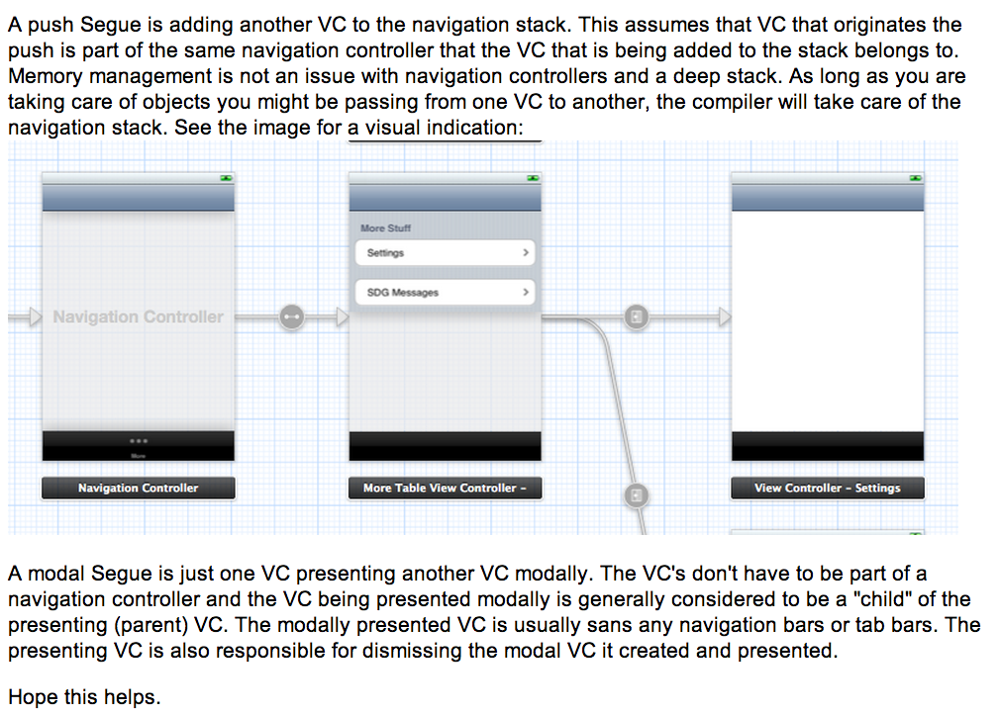 A push Segue is adding another VC to the navigation stack. This assumes that VC that originates the
push is part of the same navigation controller that the VC that is being added to the stack belongs to.
Memory management is not an issue with navigation controllers and a deep stack. As long as you are
taking care of objects you might be passing from one VC to another, the compiler will take care of the
navigation stack. See the image for a visual indication:
More Stuff
Settings
SDG Messages
Navigation Controller
More
Navigation Controller
More Table View Controller –
View Controller – Settings
A modal Segue is just one VC presenting another VC modally. The VC's don't have to be part of a
navigation controller and the VC being presented modally is generally considered to be a "child" of the
presenting (parent) VC. The modally presented VC is usually sans any navigation bars or tab bars. The
presenting VC is also responsible for dismissing the modal VC it created and presented.
Hope this helps.